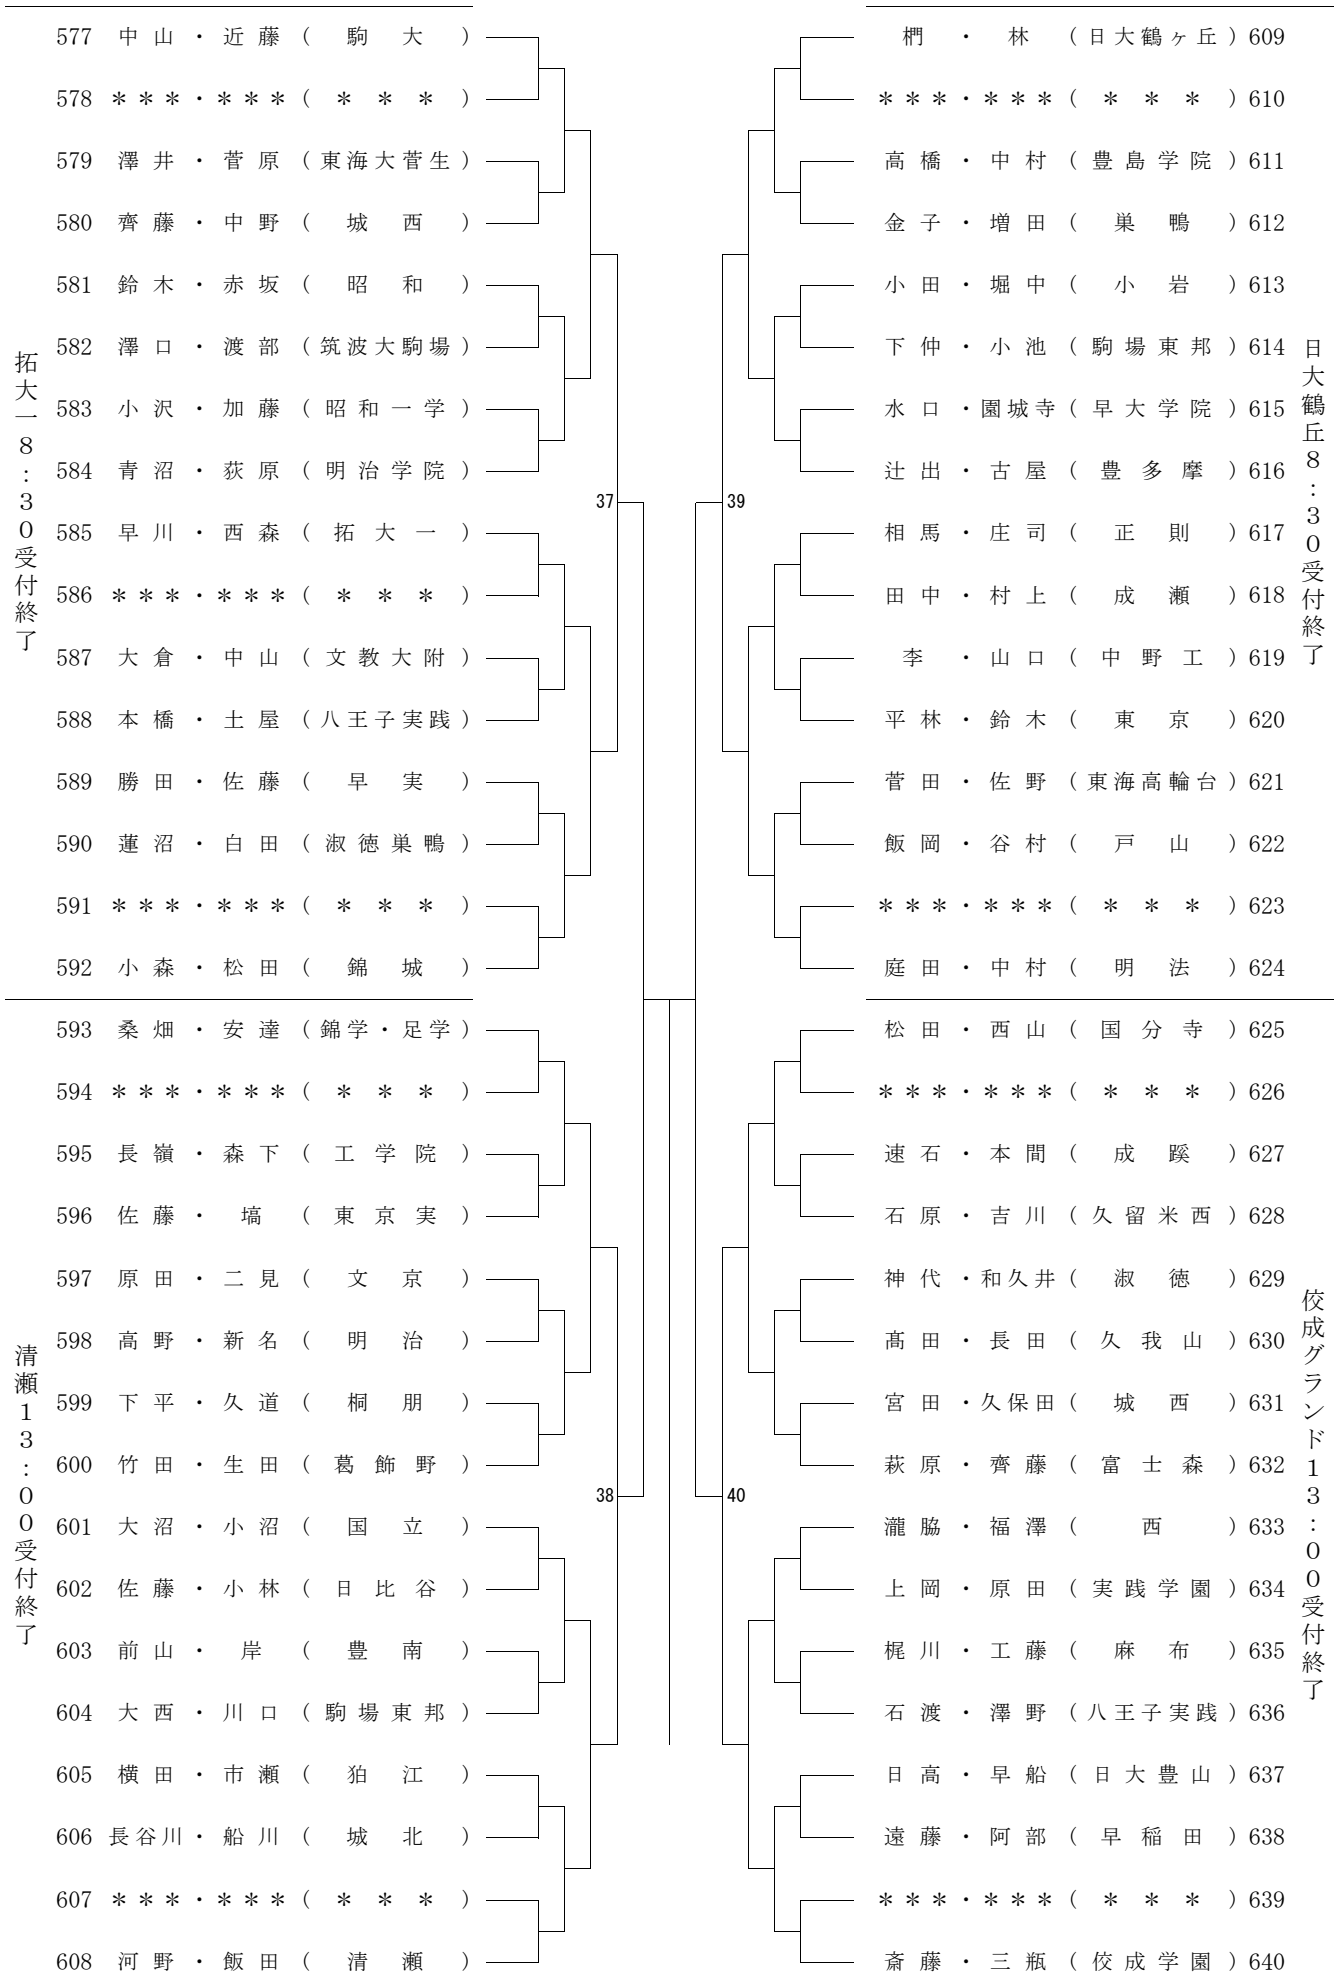 577 中山・近藤(駒大)
578 ***・***(***)
579 澤井・菅原(東海大菅生)
580 齊藤・中野(城西)
581 鈴木・赤坂(昭和)
582 澤口・渡部(筑波大駒場)
583 小沢・加藤(昭和一学)
584 青沼・荻原(明治学院)
585 早川・西森(拓大一)
586 ***・***(***)
587 大倉・中山(文教大附)
588 本橋・土屋(八王子実践)
589 勝田・佐藤(早実)
590 蓮沼・白田(淑徳巣鴨)
591 ***・***(***)
592 小森・松田(錦城)
拓大一8:30受付終了
37
593 桑畑・安達(錦学・足学)
594 ***・***(***)
595 長嶺・森下(工学院)
596 佐藤・塙(東京実)
597 原田・二見(文京)
598 高野・新名(明治)
599 下平・久道(桐朋)
600 竹田・生田(葛飾野)
601 大沼・小沼(国立)
602 佐藤・小林(日比谷)
603 前山・岸(豊南)
604 大西・川口(駒場東邦)
605 横田・市瀬(狛江)
606 長谷川・船川(城北)
607 ***・***(***)
608 河野・飯田(清瀬)
清瀬13:00受付終了
38
椚・林(日大鶴ヶ丘)609
***・***(***)610
高橋・中村(豊島学院)611
金子・増田(巣鴨)612
小田・堀中(小岩)613
下仲・小池(駒場東邦)614
水口・園城寺(早大学院)615
辻出・古屋(豊多摩)616
相馬・庄司(正則)617
田中・村上(成瀬)618
李・山口(中野工)619
平林・鈴木(東京)620
菅田・佐野(東海高輪台)621
飯岡・谷村(戸山)622
***・***(***)623
庭田・中村(明法)624
日大鶴丘8:30受付終了
39
松田・西山(国分寺)625
***・***(***)626
速石・本間(成蹊)627
石原・吉川(久留米西)628
神代・和久井(淑徳)629
髙田・長田(久我山)630
宮田・久保田(城西)631
萩原・齊藤(富士森)632
瀧脇・福澤(西)633
上岡・原田(実践学園)634
梶川・工藤(麻布)635
石渡・澤野(八王子実践)636
日高・早船(日大豊山)637
遠藤・阿部(早稲田)638
***・***(***)639
斎藤・三瓶(佼成学園)640
佼成グランド13:00受付終了
40